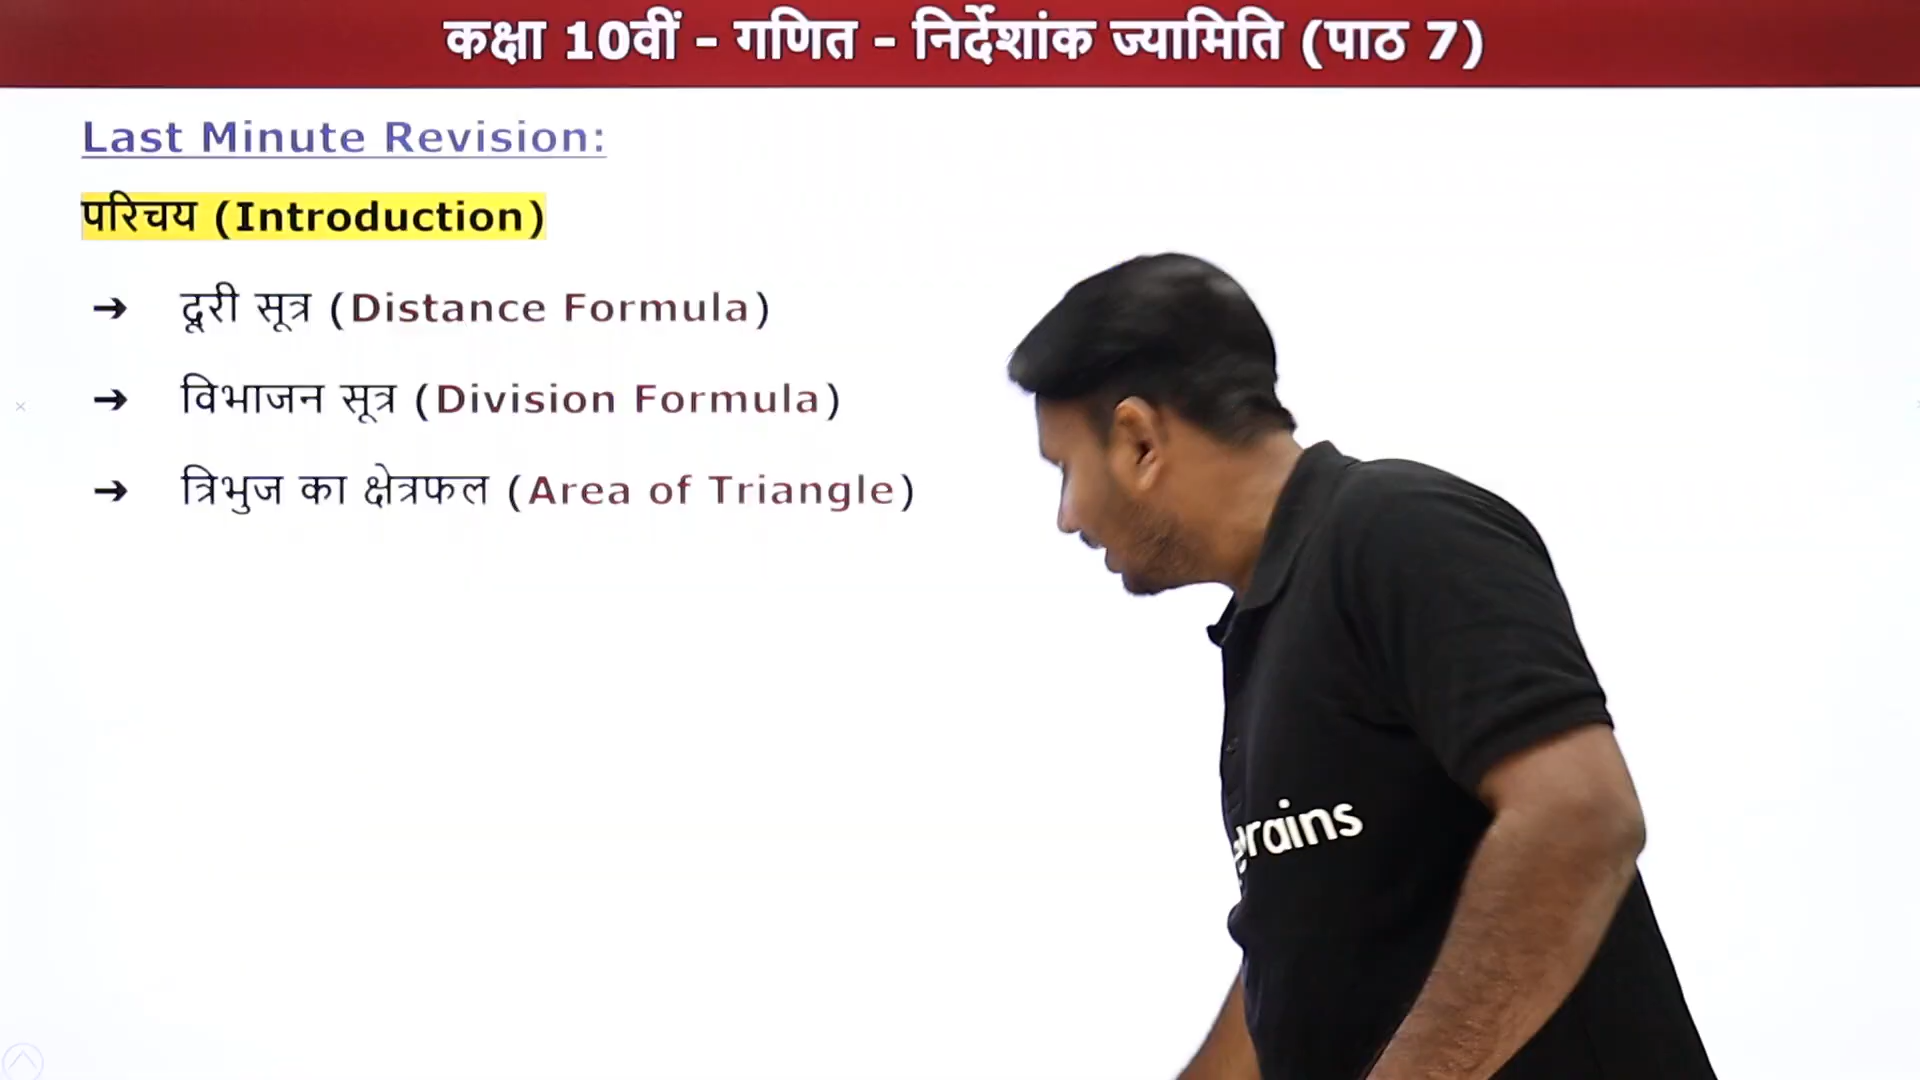 कक्षा 10वीं - गणित - निर्देशांक ज्यामिति (पाठ 7)
Last Minute Revision:
परिचय (Introduction)
➔ दूरी सूत्र (Distance Formula)
➔ विभाजन सूत्र (Division Formula)
➔ त्रिभुज का क्षेत्रफल (Area of Triangle)
rains